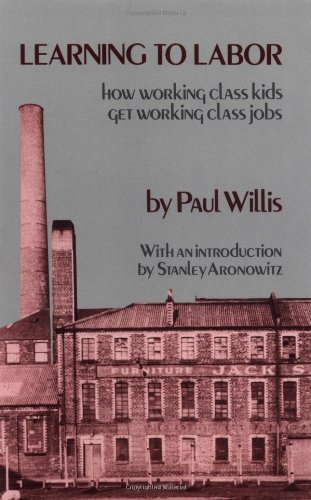 LEARNING TO LABOR
HOW WORKING CLASS KIDS
GET WORKING CLASS JOBS
by PAUL WILLIS
WITH AN INTRODUCTION
by STANLEY ARONOWITZ
FURNITURE JACKS